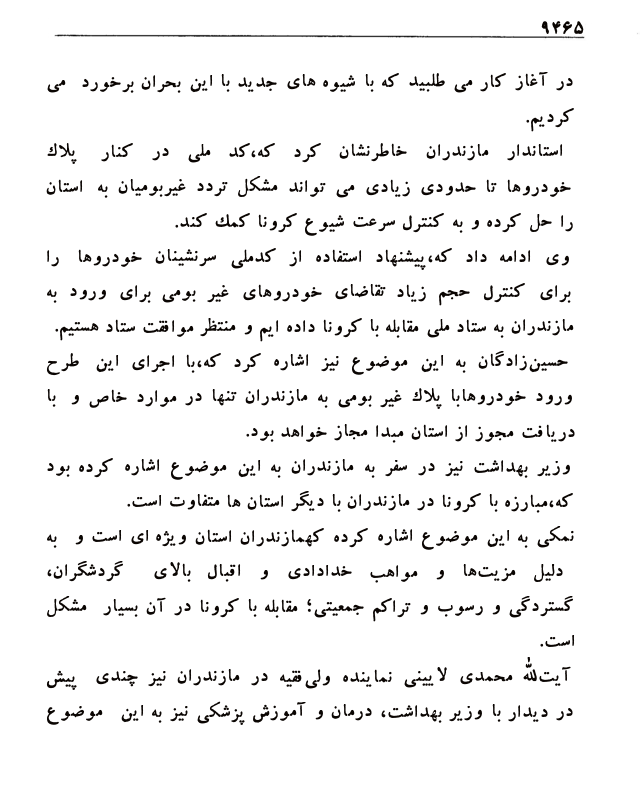 ۹۴۶۵
در آغاز کار می طلبید که با شیوه های جدید با این بحران برخورد می
کردیم.
استاندار مازندران خاطرنشان کرد که،کد ملی در کنار پلاك
خودروها تا حدودی زیادی می تواند مشکل تردد غیربومیان به استان
را حل کرده و به کنترل سرعت شیوع کرونا کمك کند.
وی ادامه داد که،پیشنهاد استفاده از کدملی سرنشینان خودروها را
برای کنترل حجم زیاد تقاضای خودروهای غیر بومی برای ورود به
مازندران به ستاد ملی مقابله با کرونا داده ایم و منتظر موافقت ستاد هستیم.
حسین‌زادگان به این موضوع نیز اشاره کرد که،با اجرای این طرح
ورود خودروهابا پلاك غیر بومی به مازندران تنها در موارد خاص و با
دریافت مجوز از استان مبدا مجاز خواهد بود.
وزیر بهداشت نیز در سفر به مازندران به این موضوع اشاره کرده بود
که،مبارزه با کرونا در مازندران با دیگر استان ها متفاوت است.
نمکی به این موضوع اشاره کرده کهمازندران استان ویژه ای است و به
دلیل مزیت‌ها و مواهب خدادادی و اقبال بالای گردشگران،
گستردگی و رسوب و تراکم جمعیتی؛ مقابله با کرونا در آن بسیار مشکل
است.
آیت‌الله محمدی لایینی نماینده ولی‌فقیه در مازندران نیز چندی پیش
در دیدار با وزیر بهداشت، درمان و آموزش پزشکی نیز به این موضوع